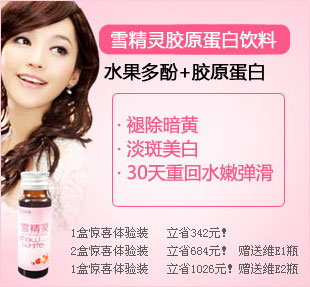 雪精灵胶原蛋白饮料
水果多酚+胶原蛋白
· 褪除暗黄
· 淡斑美白
· 30天重回水嫩弹滑
雪精灵
snow
white
1盒惊喜体验装 立省342元!
2盒惊喜体验装 立省684元! 赠送维E1瓶
1盒惊喜体验装 立省1026元! 赠送维E2瓶